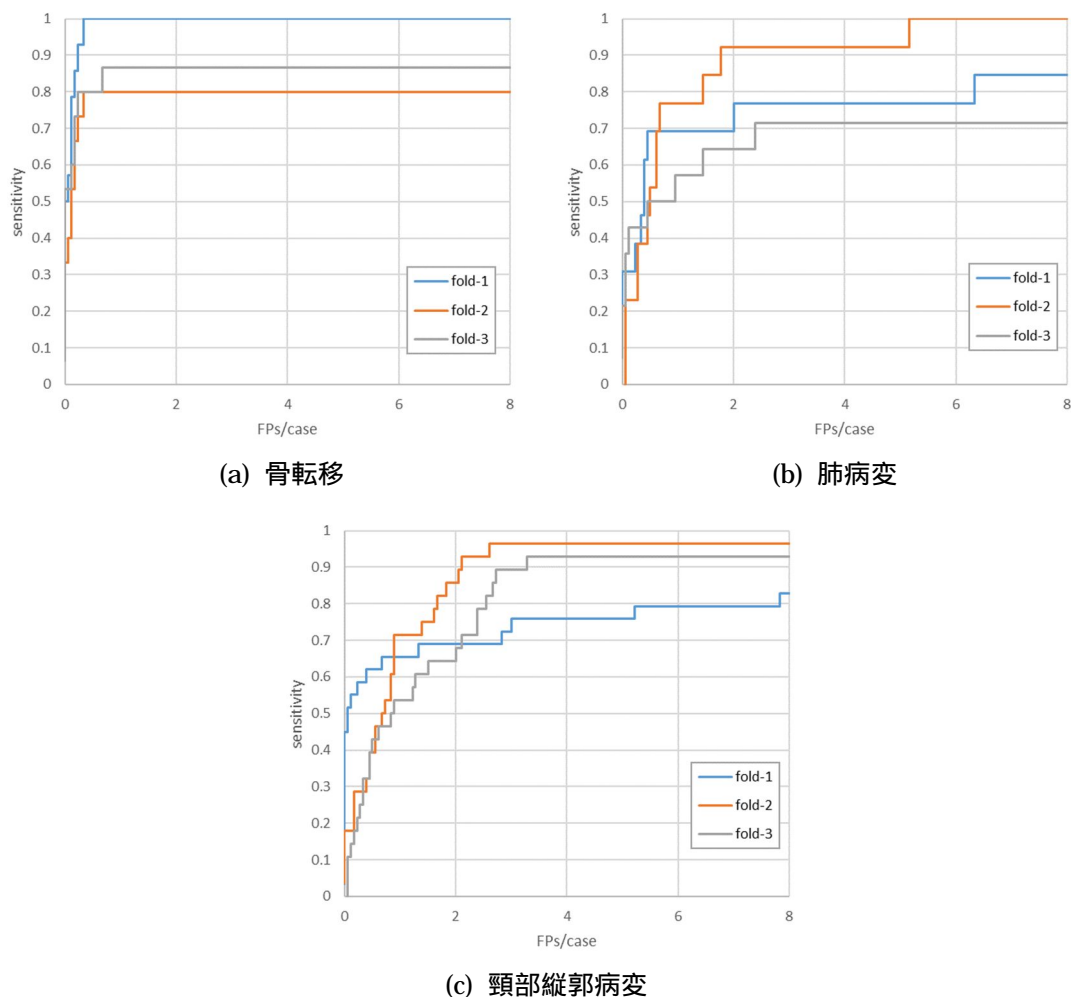 1
0.9
0.8
0.7
0.6
0.5
0.4
0.3
0.2
0.1
0
sensitivity
0 2 4 6 8
FPs/case
fold-1
fold-2
fold-3
(a) 骨転移
1
0.9
0.8
0.7
0.6
0.5
0.4
0.3
0.2
0.1
0
sensitivity
0 2 4 6 8
FPs/case
fold-1
fold-2
fold-3
(b) 肺病変
1
0.9
0.8
0.7
0.6
0.5
0.4
0.3
0.2
0.1
0
sensitivity
0 2 4 6 8
FPs/case
fold-1
fold-2
fold-3
(c) 頸部縦郭病変